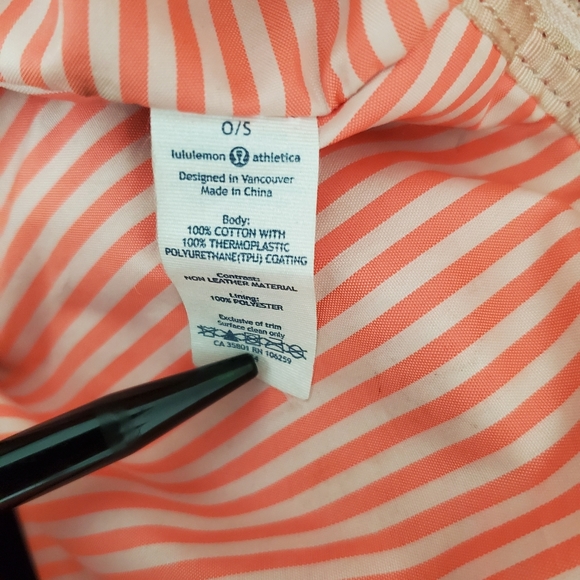 O/S
lululemon athletica
Designed in Vancouver
Made in China
Body:
100% COTTON WITH
100% THERMOPLASTIC
POLYURETHANE(TPU) COATING
Contrast:
NON LEATHER MATERIAL
Lining:
100% POLYESTER
Exclusive of trim
Surface clean only
CA 35801 RN 106259